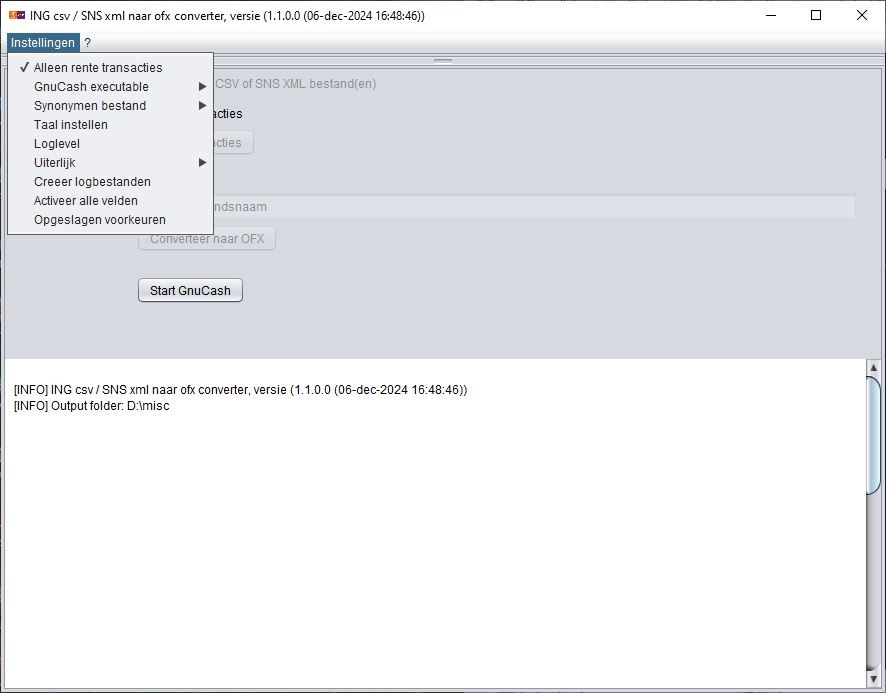 ING csv / SNS xml naar ofx converter, versie (1.1.0.0 (06-dec-2024 16:48:46))
Instellingen ?
Alleen rente transacties
GnuCash executable
Synonymen bestand
Taal instellen
Loglevel
Uiterlijk
Creeer logbestanden
Activeer alle velden
Opgeslagen voorkeuren
CSV of SNS XML bestand(en)
acties
acties
ndsnaam
Converteer naar OFX
Start GnuCash
[INFO] ING csv / SNS xml naar ofx converter, versie (1.1.0.0 (06-dec-2024 16:48:46))
[INFO] Output folder: D:\misc